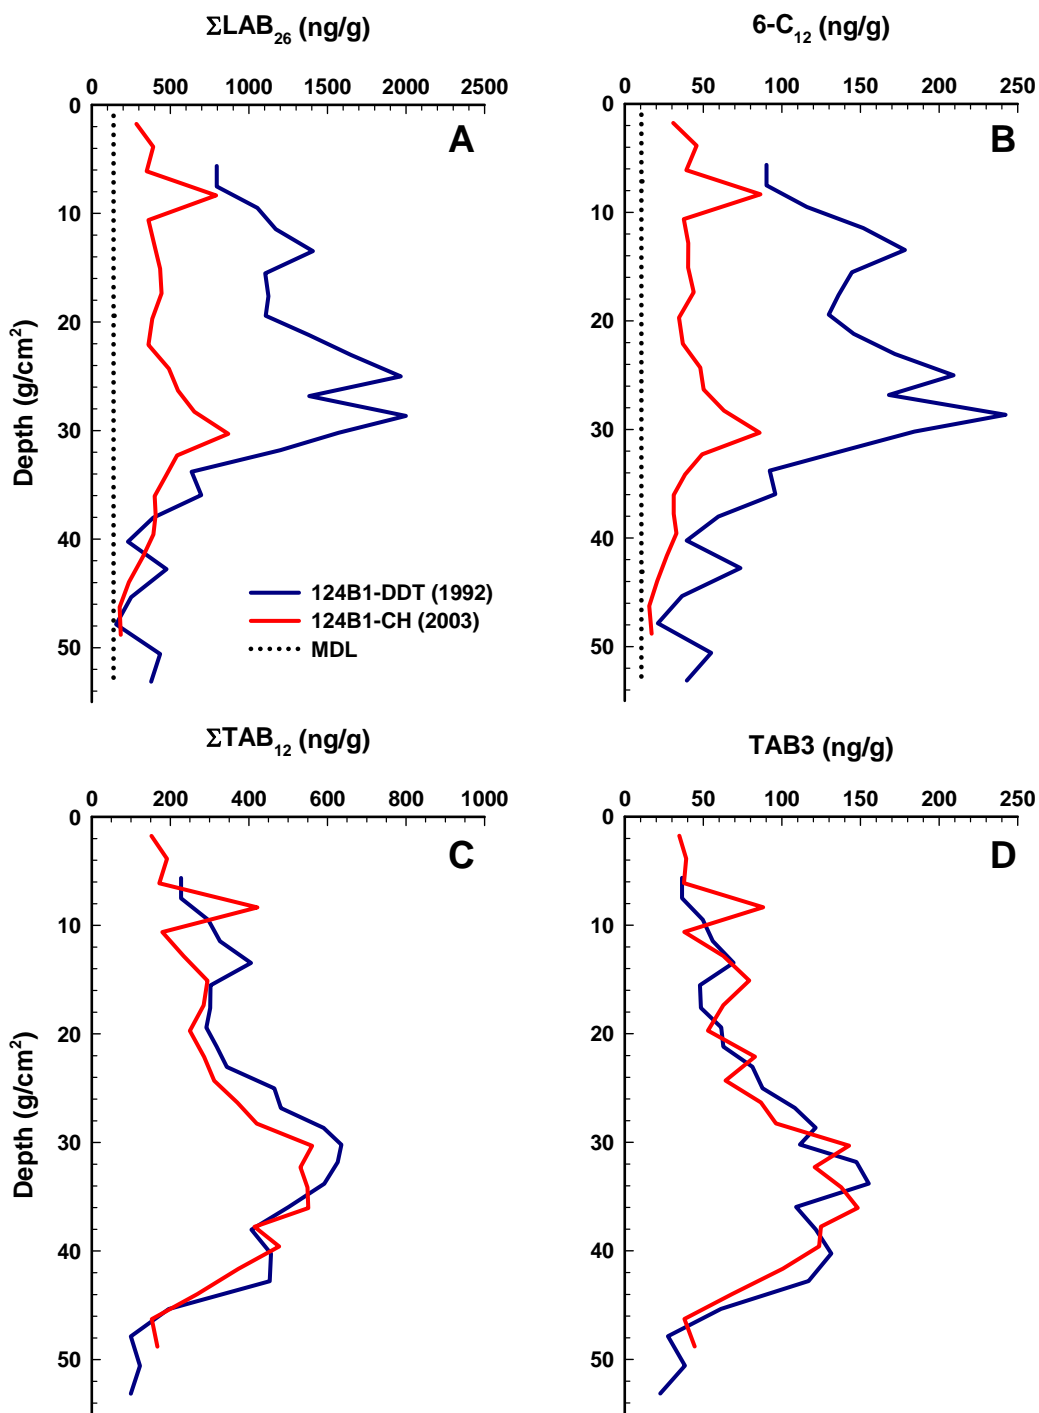 ΣLAB26 (ng/g)
6-C12 (ng/g)
0 500 1000 1500 2000 2500
0 50 100 150 200 250
A
B
0
10
20
30
40
50
Depth (g/cm2)
0
10
20
30
40
50
124B1-DDT (1992)
124B1-CH (2003)
MDL
ΣTAB12 (ng/g)
TAB3 (ng/g)
0 200 400 600 800 1000
0 50 100 150 200 250
C
D
0
10
20
30
40
50
Depth (g/cm2)
0
10
20
30
40
50